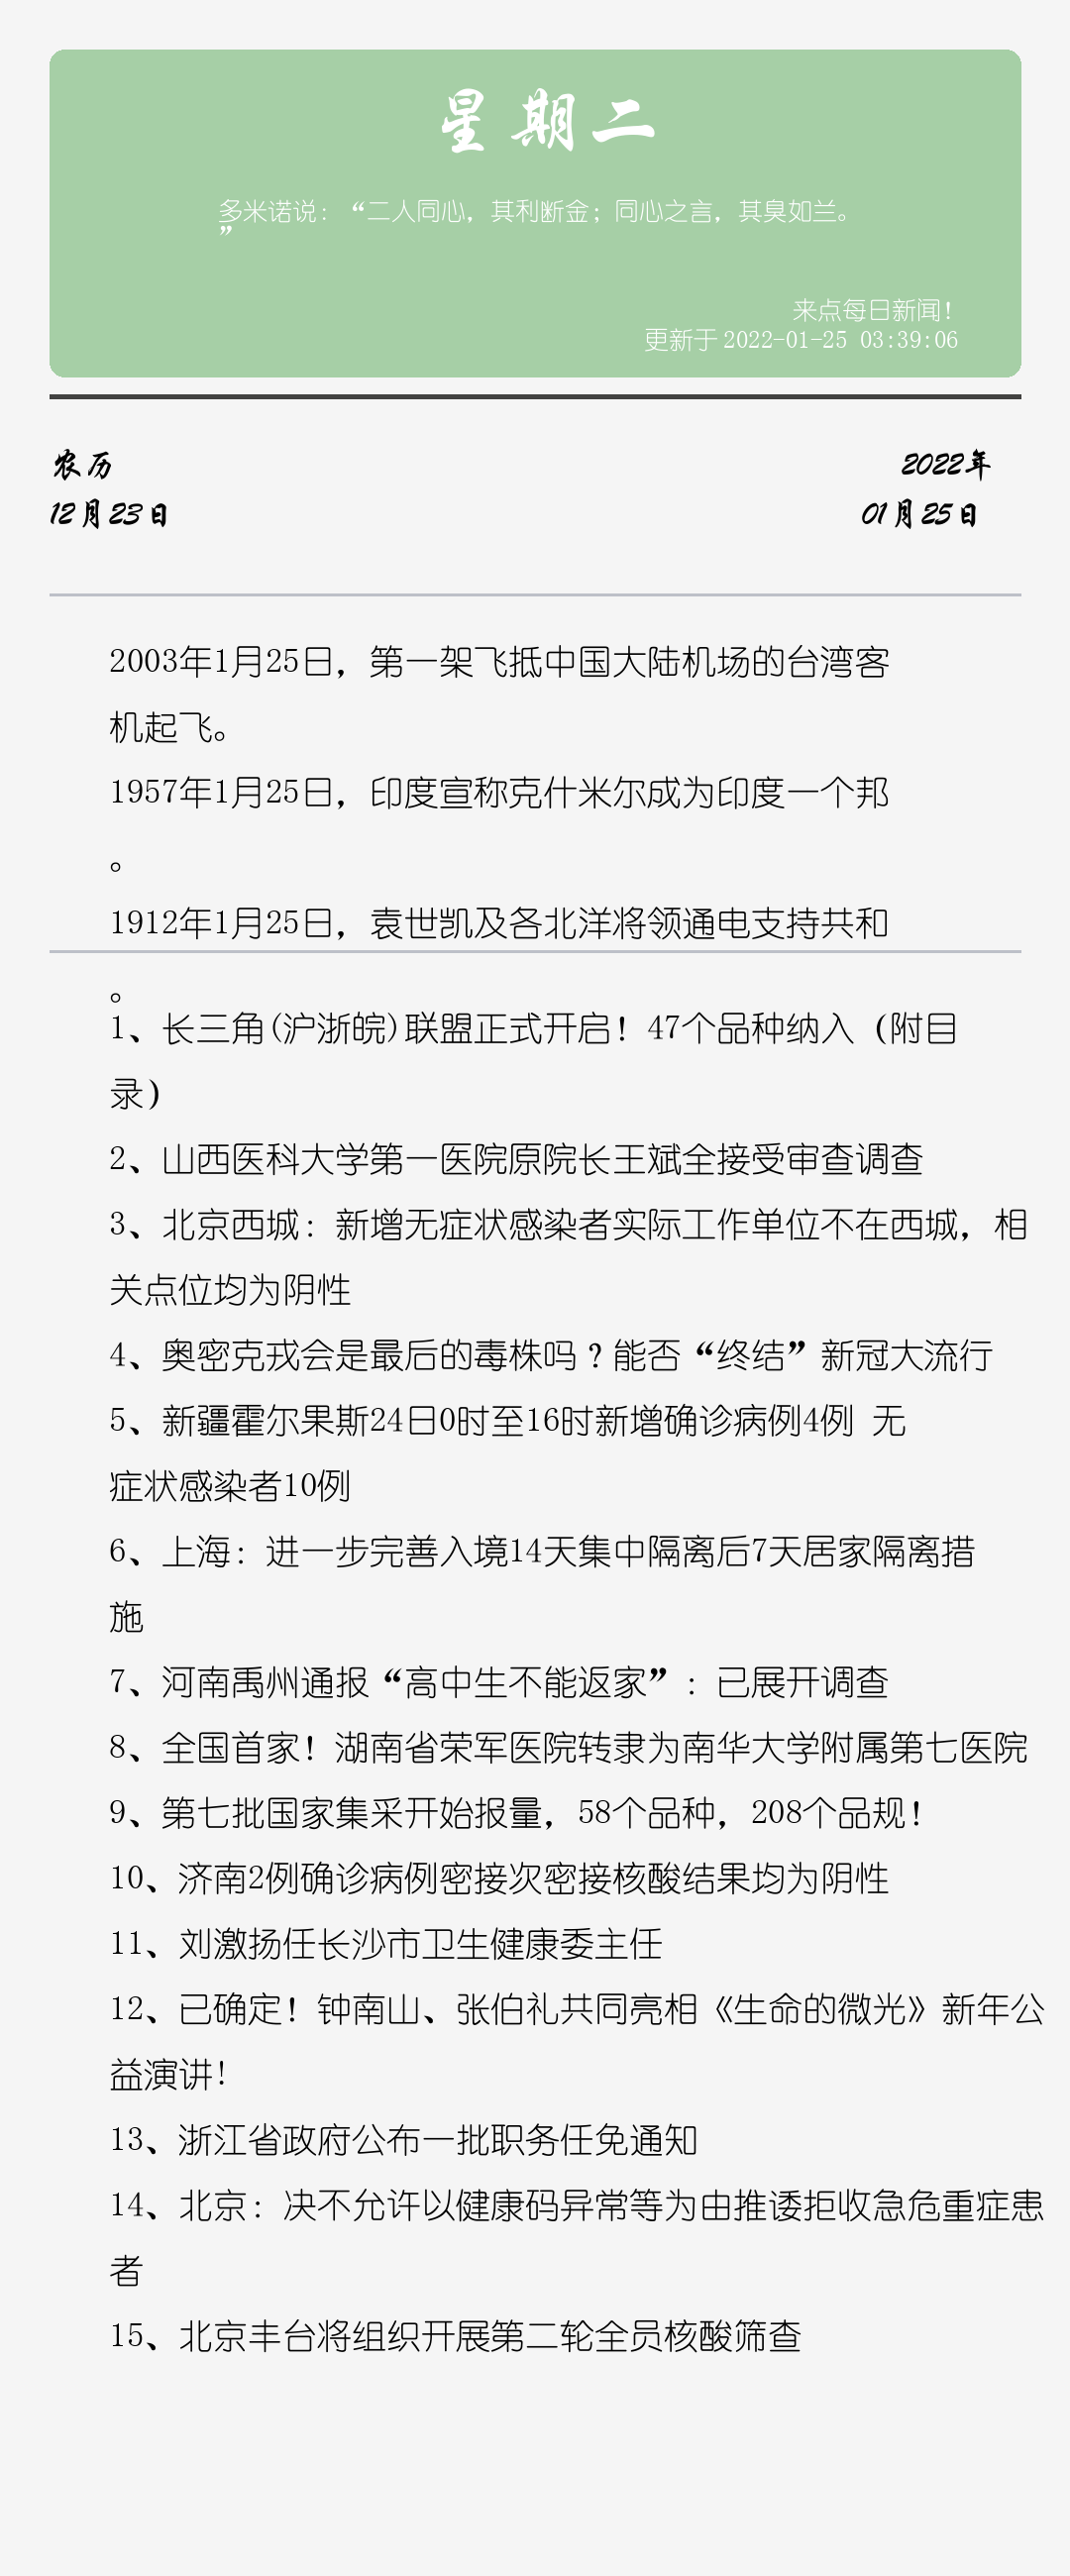 星期二
多米诺说：“二人同心，其利断金；同心之言，其臭如兰。
”
来点每日新闻！
更新于2022-01-25 03:39:06
农历
2022年
12月23日
01月25日
2003年1月25日，第一架飞抵中国大陆机场的台湾客
机起飞。
1957年1月25日，印度宣称克什米尔成为印度一个邦
。
1912年1月25日，袁世凯及各北洋将领通电支持共和
。
1、长三角(沪浙皖)联盟正式开启！47个品种纳入（附目
录）
2、山西医科大学第一医院原院长王斌全接受审查调查
3、北京西城：新增无症状感染者实际工作单位不在西城，相
关点位均为阴性
4、奥密克戎会是最后的毒株吗？能否“终结”新冠大流行
5、新疆霍尔果斯24日0时至16时新增确诊病例4例 无
症状感染者10例
6、上海：进一步完善入境14天集中隔离后7天居家隔离措
施
7、河南禹州通报“高中生不能返家”：已展开调查
8、全国首家！湖南省荣军医院转隶为南华大学附属第七医院
9、第七批国家集采开始报量，58个品种，208个品规！
10、济南2例确诊病例密接次密接核酸结果均为阴性
11、刘激扬任长沙市卫生健康委主任
12、已确定！钟南山、张伯礼共同亮相《生命的微光》新年公
益演讲!
13、浙江省政府公布一批职务任免通知
14、北京：决不允许以健康码异常等为由推诿拒收急危重症患
者
15、北京丰台将组织开展第二轮全员核酸筛查